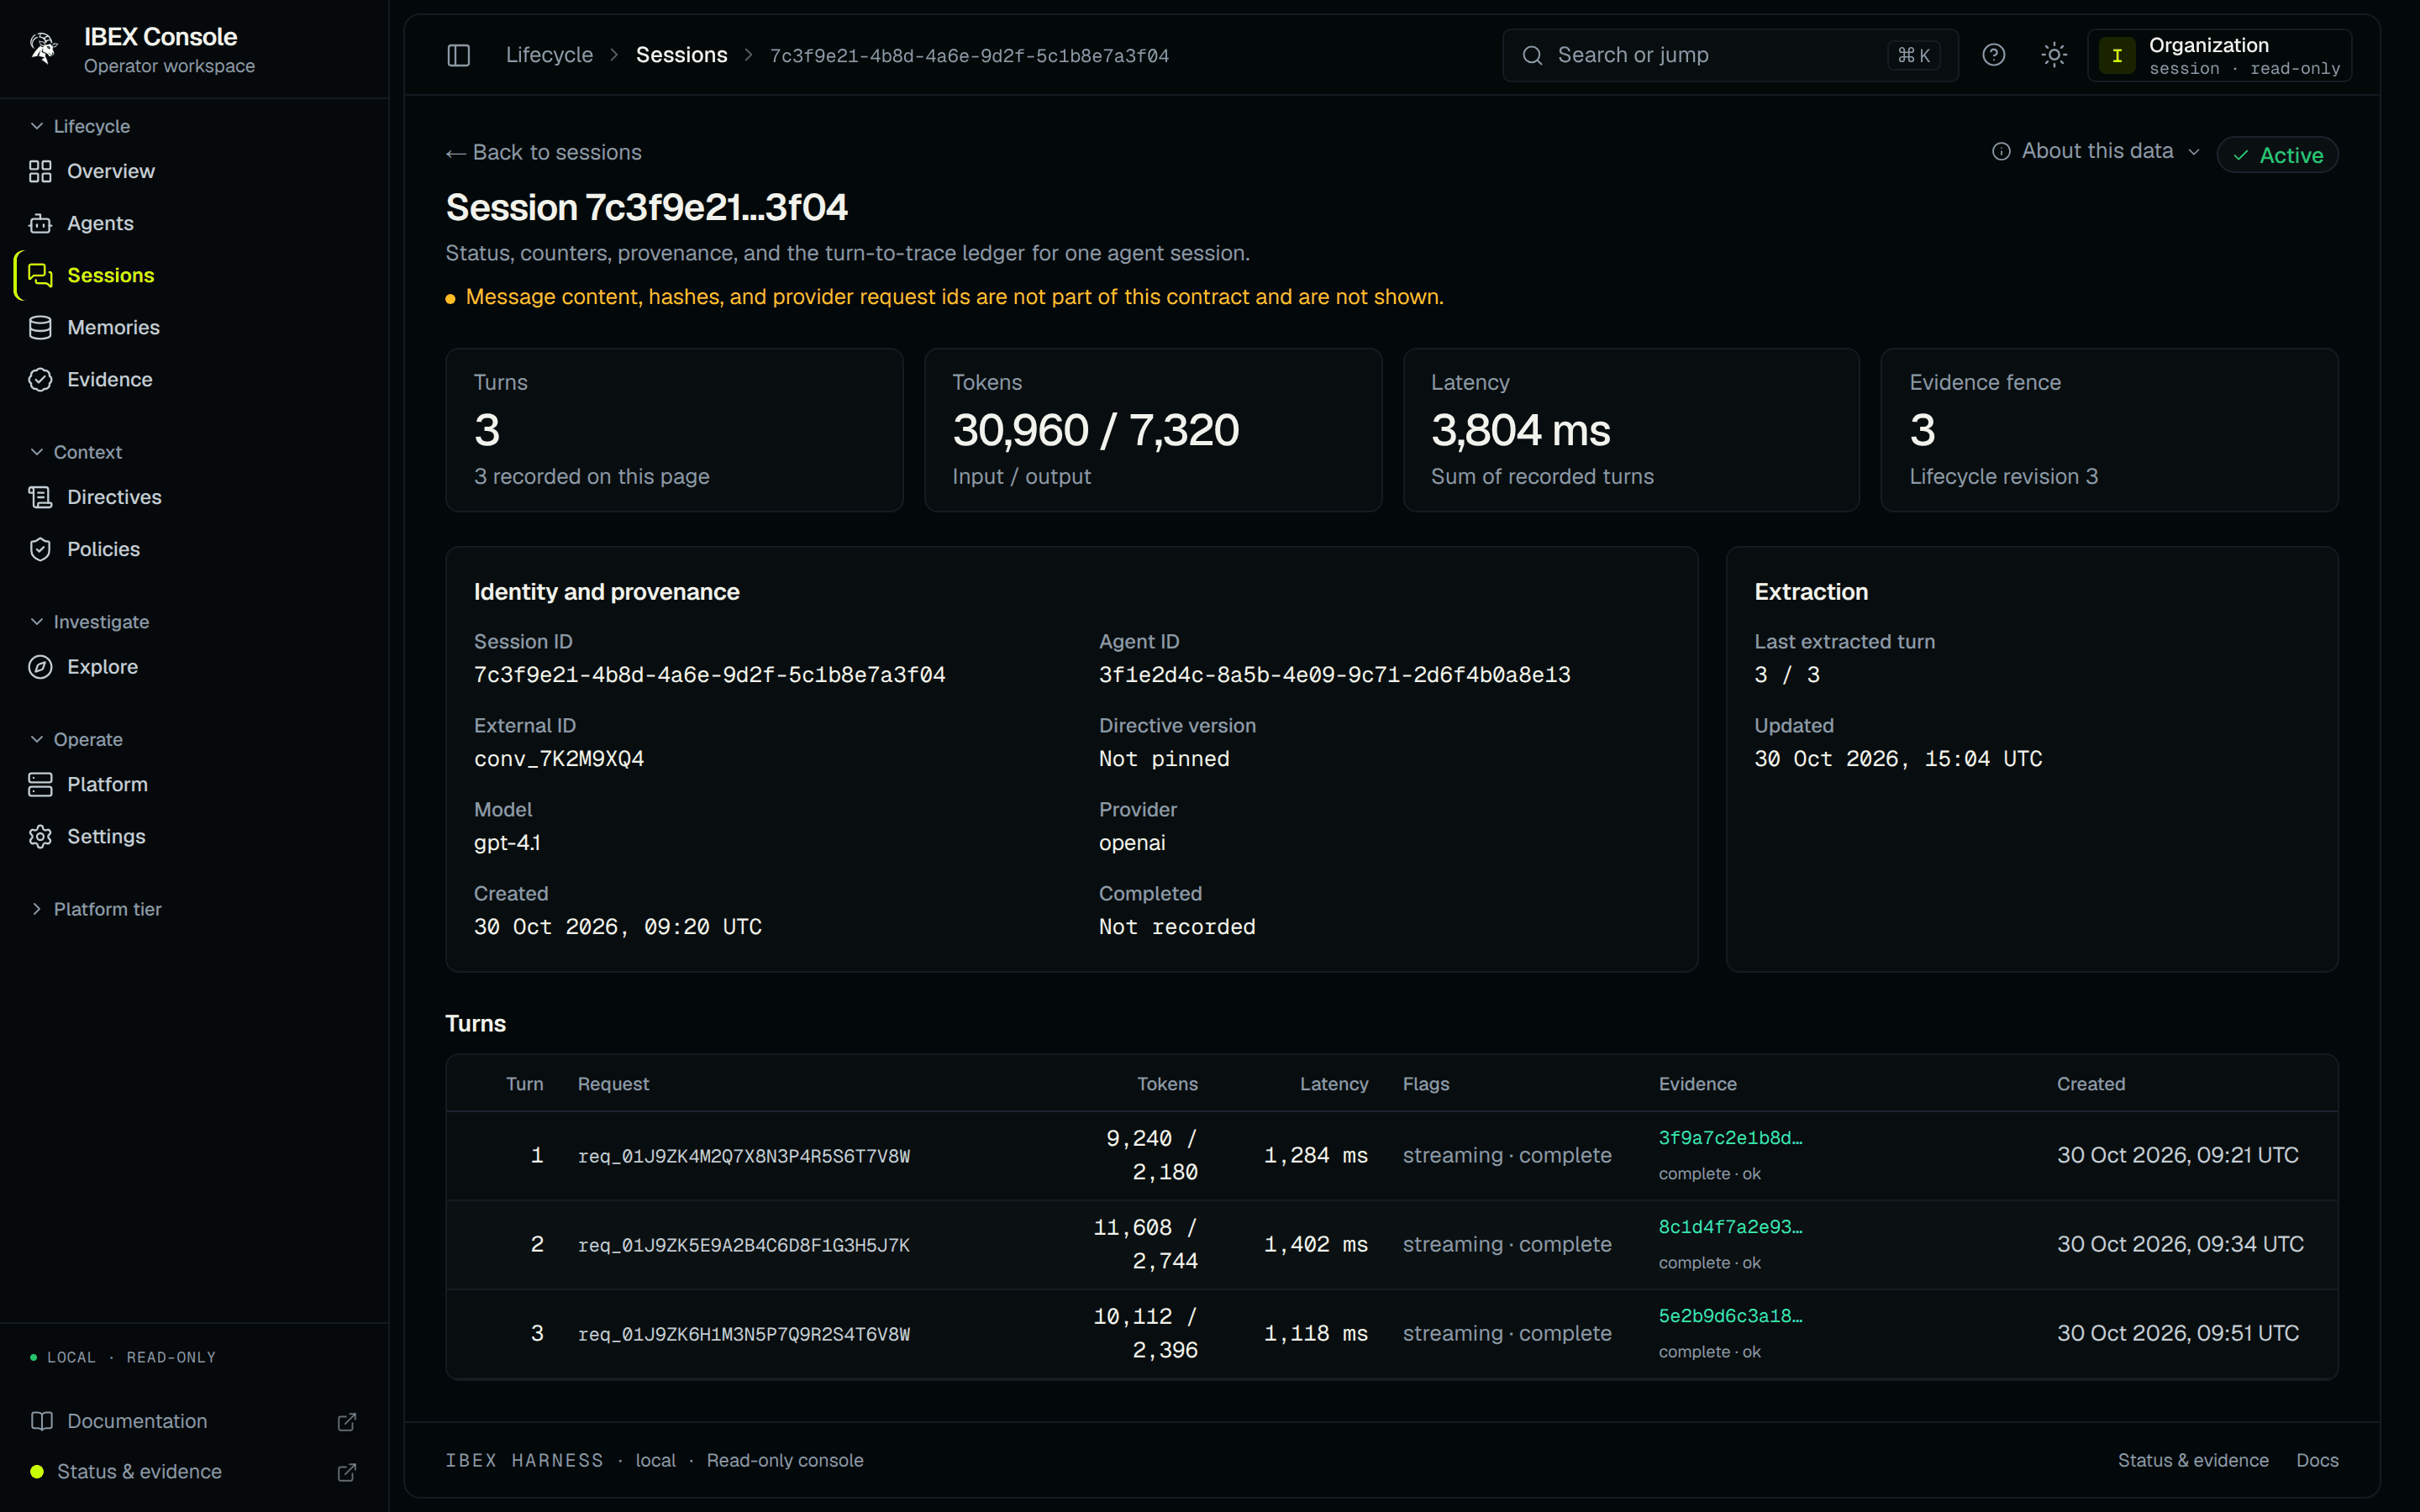 IBEX Console
Operator workspace
Lifecycle
Overview
Agents
Sessions
Memories
Evidence
Context
Directives
Policies
Investigate
Explore
Operate
Platform
Settings
Platform tier
LOCAL · READ-ONLY
Documentation
Status & evidence
Lifecycle > Sessions > 7c3f9e21-4b8d-4a6e-9d2f-5c1b8e7a3f04
Search or jump ⌘ K
I
Organization
session · read-only
← Back to sessions
About this data
Active
Session 7c3f9e21…3f04
Status, counters, provenance, and the turn-to-trace ledger for one agent session.
Message content, hashes, and provider request ids are not part of this contract and are not shown.
Turns
3
3 recorded on this page
Tokens
30,960 / 7,320
Input / output
Latency
3,804 ms
Sum of recorded turns
Evidence fence
3
Lifecycle revision 3
Identity and provenance
Session ID
7c3f9e21-4b8d-4a6e-9d2f-5c1b8e7a3f04
Agent ID
3f1e2d4c-8a5b-4e09-9c71-2d6f4b0a8e13
External ID
conv_7K2M9XQ4
Directive version
Not pinned
Model
gpt-4.1
Provider
openai
Created
30 Oct 2026, 09:20 UTC
Completed
Not recorded
Extraction
Last extracted turn
3 / 3
Updated
30 Oct 2026, 15:04 UTC
Turns
Turn Request Tokens Latency Flags Evidence Created
1 req_01J9ZK4M2Q7X8N3P4R5S6T7V8W 9,240 / 2,180 1,284 ms streaming · complete 3f9a7c2e1b8d… complete · ok 30 Oct 2026, 09:21 UTC
2 req_01J9ZK5E9A2B4C6D8F1G3H5J7K 11,608 / 2,744 1,402 ms streaming · complete 8c1d4f7a2e93… complete · ok 30 Oct 2026, 09:34 UTC
3 req_01J9ZK6H1M3N5P7Q9R2S4T6V8W 10,112 / 2,396 1,118 ms streaming · complete 5e2b9d6c3a18… complete · ok 30 Oct 2026, 09:51 UTC
IBEX HARNESS · local · Read-only console
Status & evidence Docs